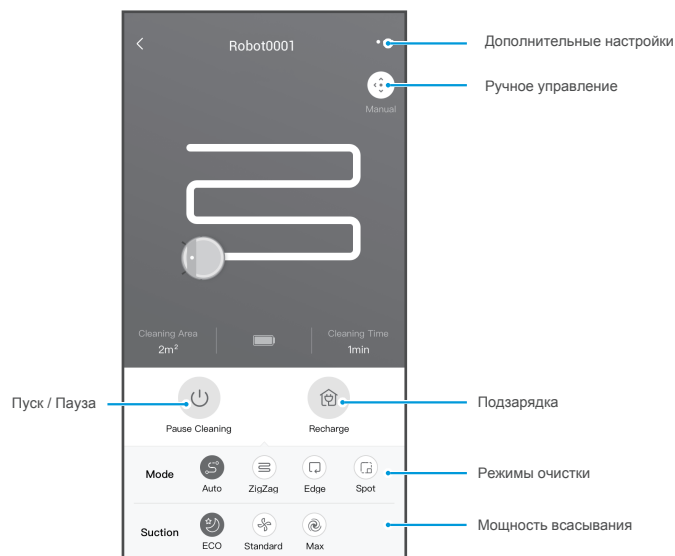 Robot0001
Дополнительные настройки
Ручное управление
Manual
Cleaning Area
2m²
Cleaning Time
1min
Пуск / Пауза
Подзарядка
Pause Cleaning
Recharge
Mode
Auto
ZigZag
Edge
Spot
Режимы очистки
Suction
ECO
Standard
Max
Мощность всасывания